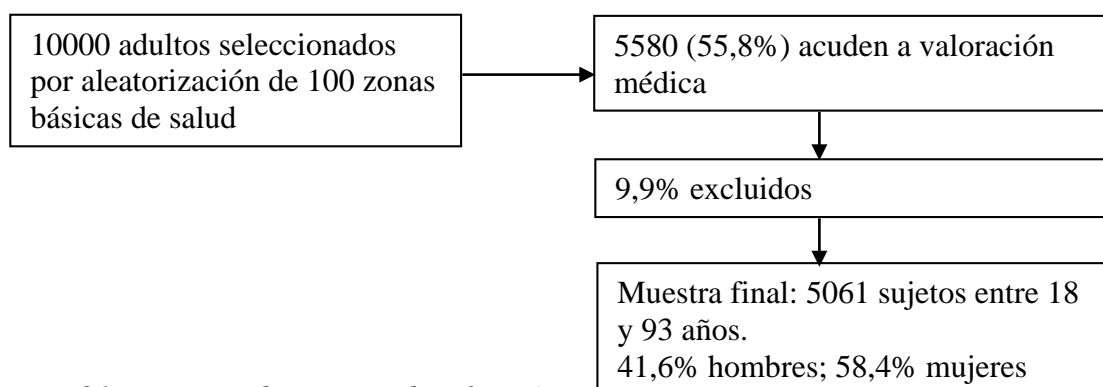 10000 adultos seleccionados
por aleatorización de 100 zonas
básicas de salud
5580 (55,8%) acuden a valoración
médica
9,9% excluidos
Muestra final: 5061 sujetos entre 18
y 93 años.
41,6% hombres; 58,4% mujeres